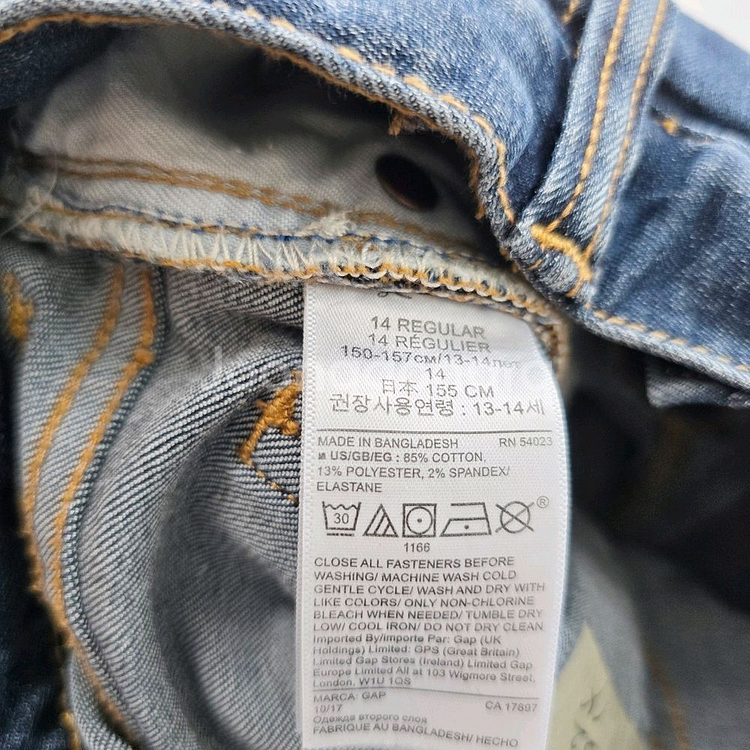 14 REGULAR
14 RÉGULIER
150-157см/13-14лет
14
日本 155 CM
권장사용연령 : 13-14세
MADE IN BANGLADESH RN 54023
US/GB/EG : 85% COTTON,
13% POLYESTER, 2% SPANDEX/
ELASTANE
30
®
1166
CLOSE ALL FASTENERS BEFORE
WASHING/ MACHINE WASH COLD
GENTLE CYCLE/ WASH AND DRY WITH
LIKE COLORS/ ONLY NON-CHLORINE
BLEACH WHEN NEEDED/ TUMBLE DRY
LOW/ COOL IRON/ DO NOT DRY CLEAN
Imported By/Importe Par: Gap (UK
Holdings) Limited: GPS (Great Britain)
Limited Gap Stores (Ireland) Limited Gap
Europe Limited All at 103 Wigmore Street,
London, W1U 1QS
MARCA: GAP
10/17 CA 17897
Одежда второго слоя
FABRIQUE AU BANGLADESH/ HECHO